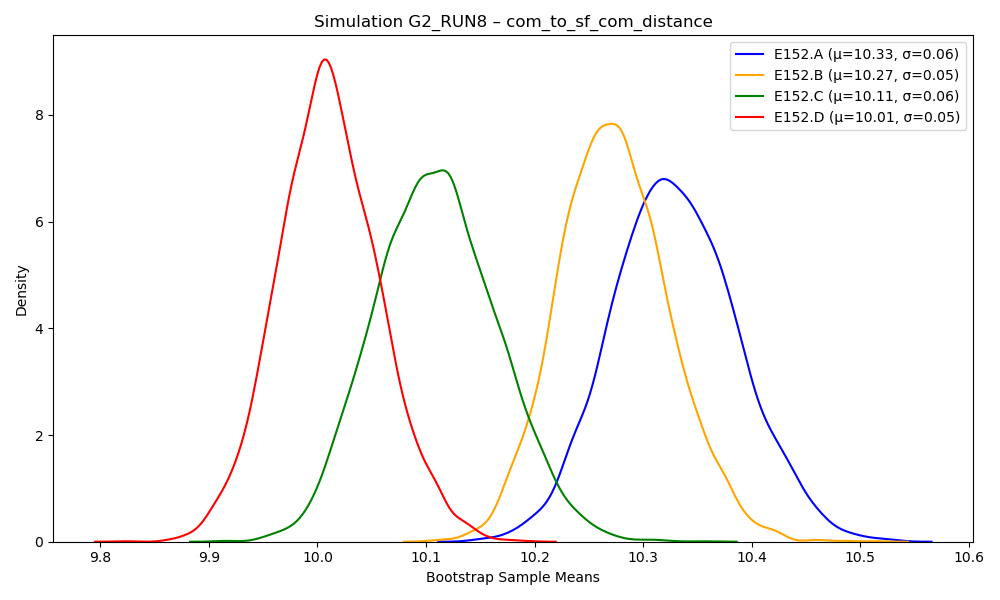 Simulation G2_RUN8 – com_to_sf_com_distance
E152.A (μ=10.33, σ=0.06)
E152.B (μ=10.27, σ=0.05)
E152.C (μ=10.11, σ=0.06)
E152.D (μ=10.01, σ=0.05)
Density
8
6
4
2
0
9.8 9.9 10.0 10.1 10.2 10.3 10.4 10.5 10.6
Bootstrap Sample Means